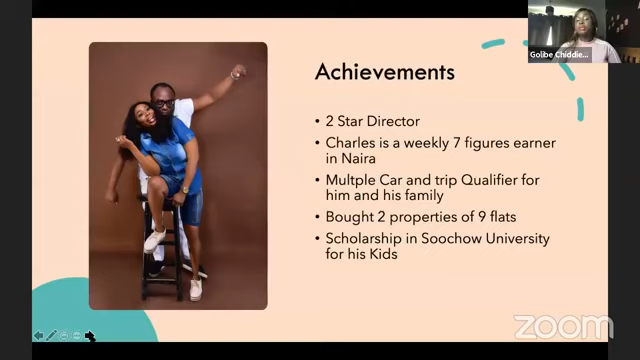 Golibe Chiddie...
Achievements
• 2 Star Director
• Charles is a weekly 7 figures earner
in Naira
• Multple Car and trip Qualifier for
him and his family
• Bought 2 properties of 9 flats
• Scholarship in Soochow University
for his Kids
zoom